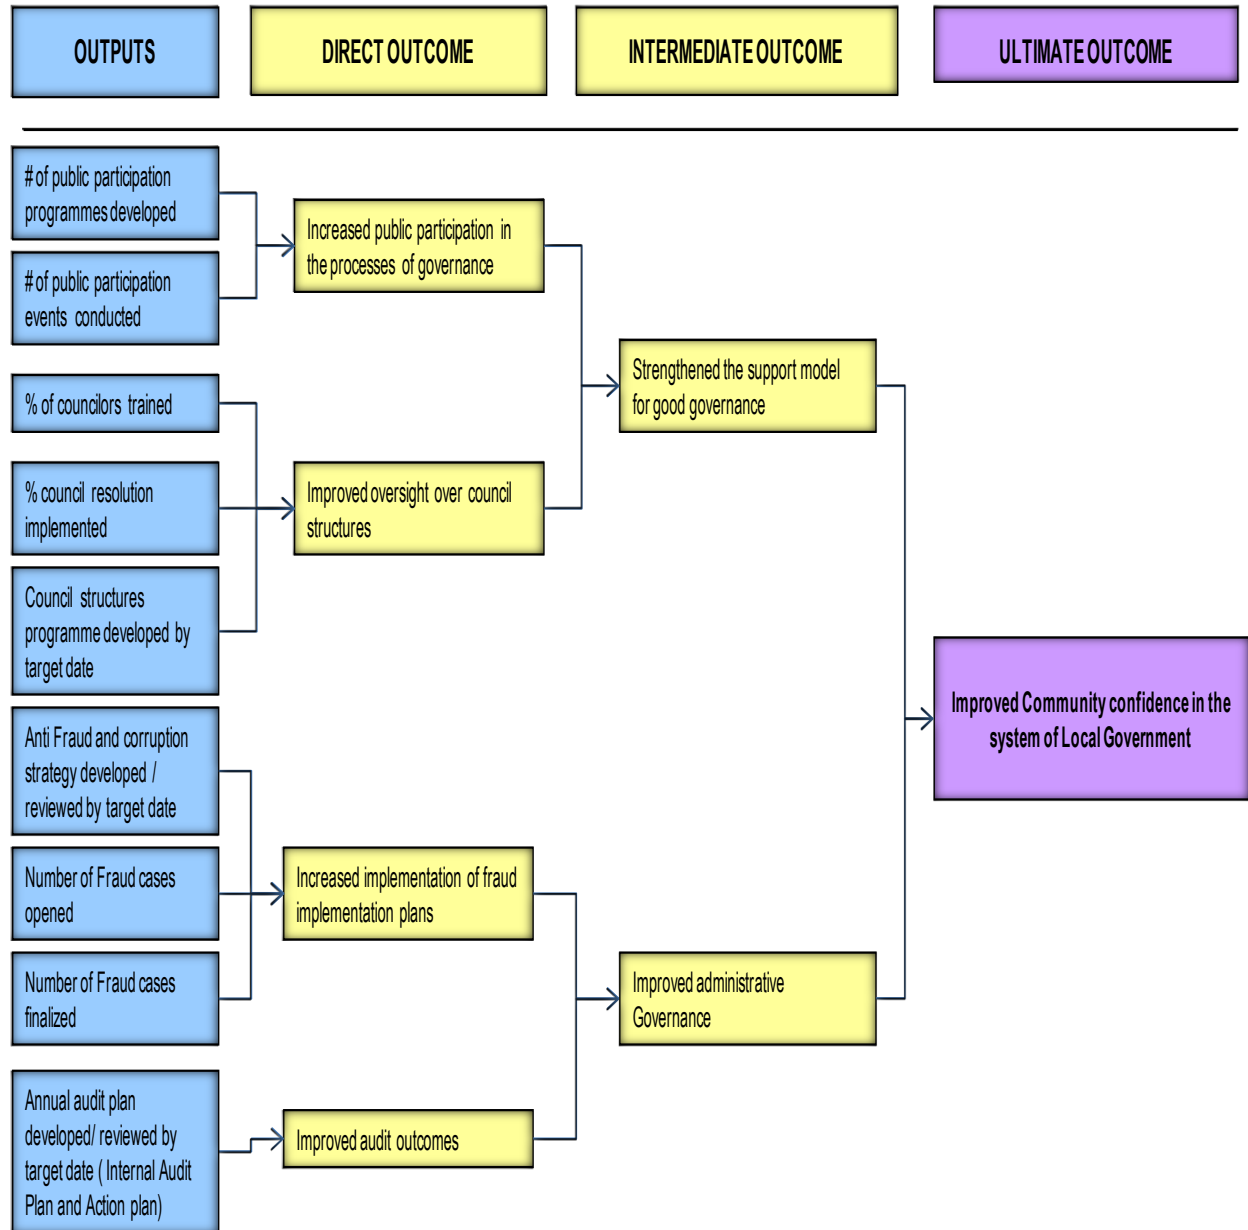 OUTPUTS
DIRECT OUTCOME
INTERMEDIATE OUTCOME
ULTIMATE OUTCOME
# of public participation
programmes developed
# of public participation
events conducted
Increased public participation in
the processes of governance
% of councilors trained
% council resolution
implemented
Council structures
programme developed by
target date
Improved oversight over council
structures
Strengthened the support model
for good governance
Anti Fraud and corruption
strategy developed /
reviewed by target date
Number of Fraud cases
opened
Number of Fraud cases
finalized
Increased implementation of fraud
implementation plans
Annual audit plan
developed/ reviewed by
target date ( Internal Audit
Plan and Action plan)
Improved audit outcomes
Improved administrative
Governance
Improved Community confidence in the
system of Local Government